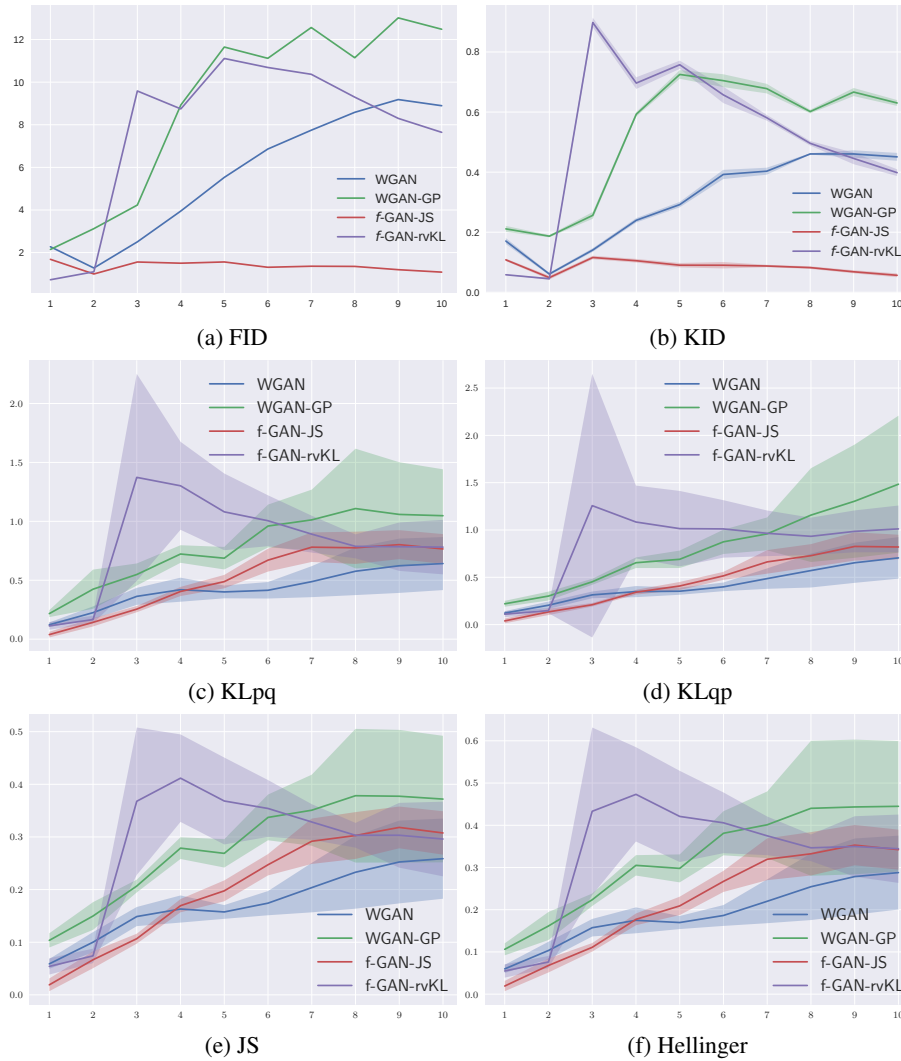 12
10
8
6
4
2
WGAN
WGAN-GP
f-GAN-JS
f-GAN-rvKL
1 2 3 4 5 6 7 8 9 10
(a) FID
0.8
0.6
0.4
0.2
0.0
WGAN
WGAN-GP
f-GAN-JS
f-GAN-rvKL
1 2 3 4 5 6 7 8 9 10
(b) KID
WGAN
WGAN-GP
f-GAN-JS
f-GAN-rvKL
2.0
1.5
1.0
0.5
0.0
1 2 3 4 5 6 7 8 9 10
(c) KLpq
WGAN
WGAN-GP
f-GAN-JS
f-GAN-rvKL
2.5
2.0
1.5
1.0
0.5
0.0
1 2 3 4 5 6 7 8 9 10
(d) KLqp
0.5
0.4
0.3
0.2
0.1
0.0
WGAN
WGAN-GP
f-GAN-JS
f-GAN-rvKL
1 2 3 4 5 6 7 8 9 10
(e) JS
0.6
0.5
0.4
0.3
0.2
0.1
0.0
WGAN
WGAN-GP
f-GAN-JS
f-GAN-rvKL
1 2 3 4 5 6 7 8 9 10
(f) Hellinger